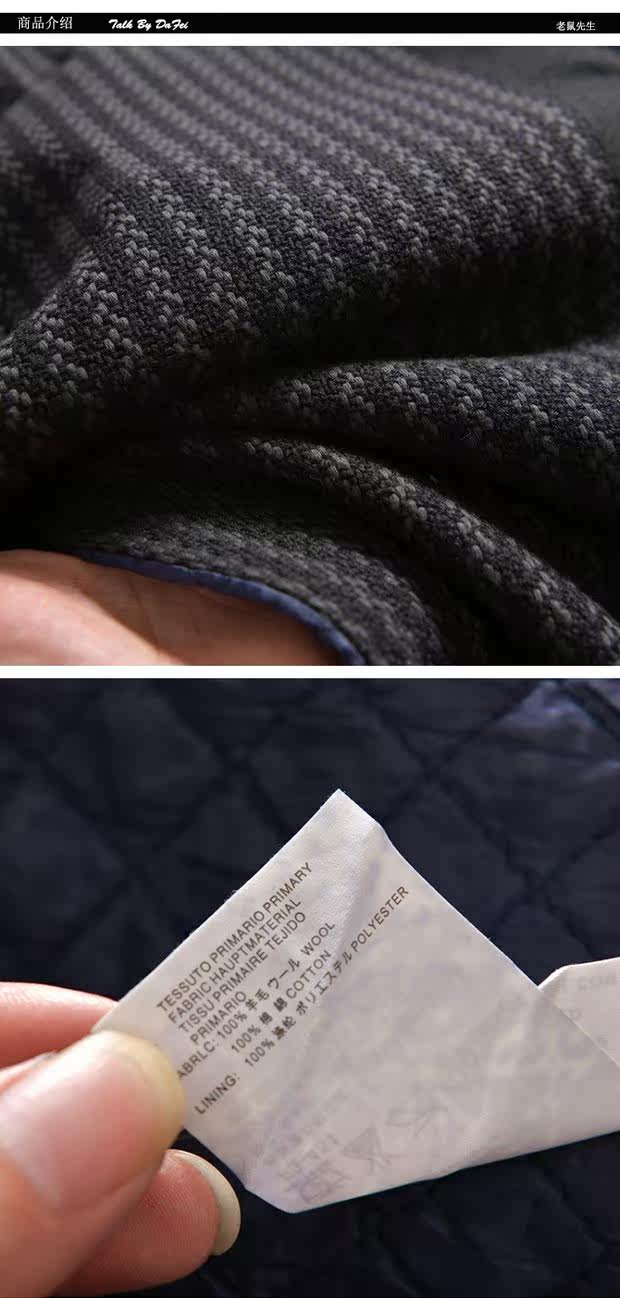 商品介绍
Talk By DaFei
老鼠先生
TESSUTO PRIMARIO PRIMARY
FABRIC HAUPTMATERIAL
TISSU PRIMAIRE TEJIDO
PRIMARIO
ABRLC: 100% 羊毛 ウール WOOL
100% 棉 綿 COTTON
LINING: 100% 涤纶 ポリエステル POLYESTER